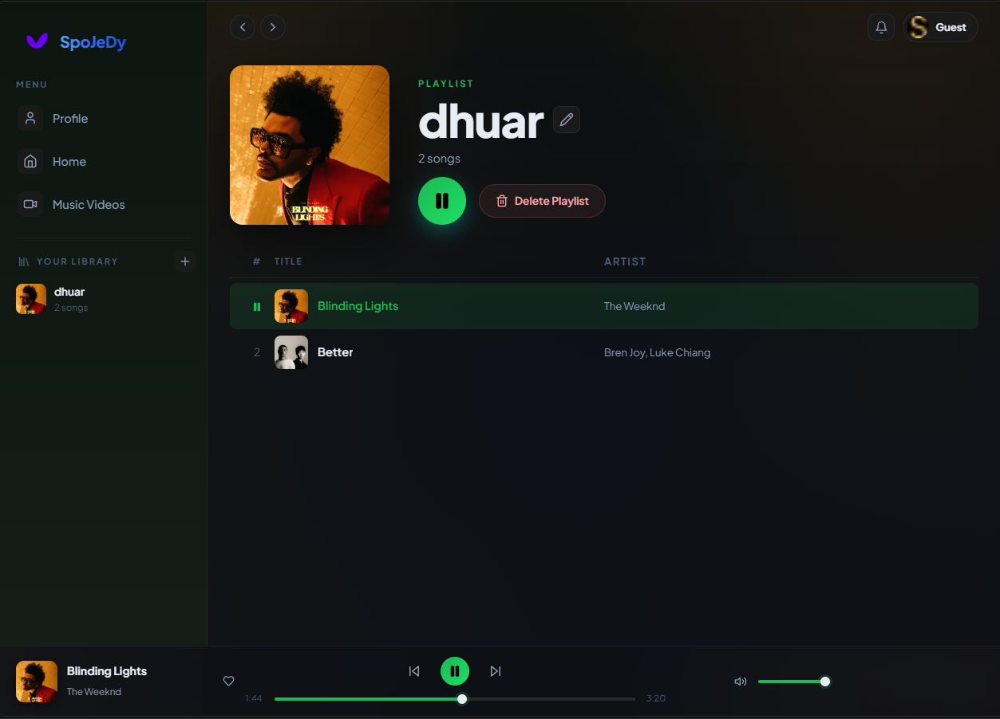 SpoJeDy
Guest
MENU
Profile
Home
Music Videos
YOUR LIBRARY
dhuar
2 songs
PLAYLIST
dhuar
2 songs
Delete Playlist
THE WEEKND
BLINDING
LIGHTS
# TITLE ARTIST
Blinding Lights The Weeknd
2 Better Bren Joy, Luke Chiang
Blinding Lights
The Weeknd
1:44 3:20